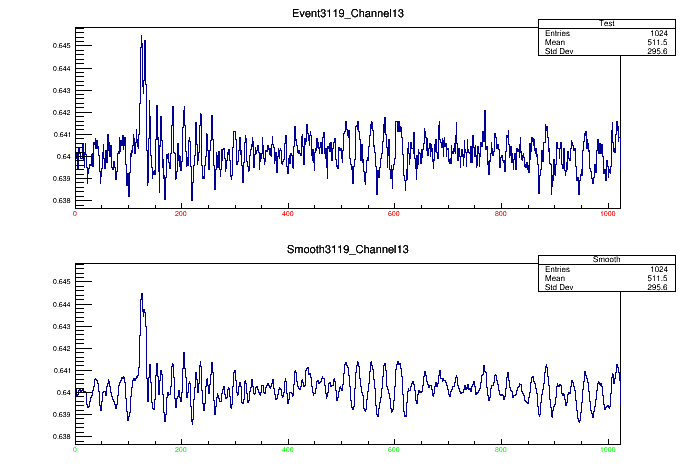 Event3119_Channel13
Test
Entries 1024
Mean 511.5
Std Dev 295.6
0.645
0.644
0.643
0.642
0.641
0.64
0.639
0.638
0 200 400 600 800 1000
Smooth3119_Channel13
Smooth
Entries 1024
Mean 511.5
Std Dev 295.6
0.645
0.644
0.643
0.642
0.641
0.64
0.639
0.638
0 200 400 600 800 1000